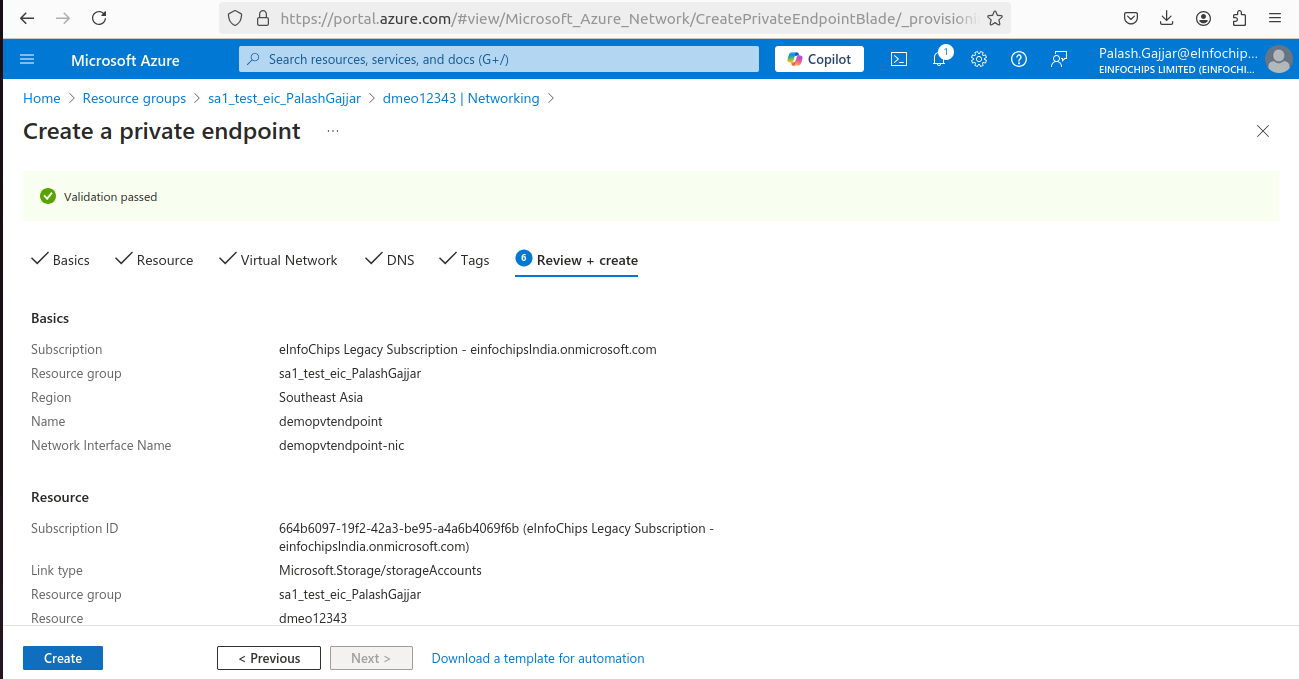 https://portal.azure.com/#view/Microsoft_Azure_Network/CreatePrivateEndpointBlade/_provisioni
Microsoft Azure
Search resources, services, and docs (G+/)
Copilot
1
Palash.Gajjar@eInfochip...
EINFOCHIPS LIMITED (EINFOCHI...
Home > Resource groups > sa1_test_eic_PalashGajjar > dmeo12343 | Networking >
Create a private endpoint ...
Validation passed
Basics Resource Virtual Network DNS Tags 6 Review + create
Basics
Subscription eInfoChips Legacy Subscription - einfochipsIndia.onmicrosoft.com
Resource group sa1_test_eic_PalashGajjar
Region Southeast Asia
Name demopvtendpoint
Network Interface Name demopvtendpoint-nic
Resource
Subscription ID 664b6097-19f2-42a3-be95-a4a6b4069f6b (eInfoChips Legacy Subscription -
einfochipsIndia.onmicrosoft.com)
Link type Microsoft.Storage/storageAccounts
Resource group sa1_test_eic_PalashGajjar
Resource dmeo12343
Create < Previous Next > Download a template for automation